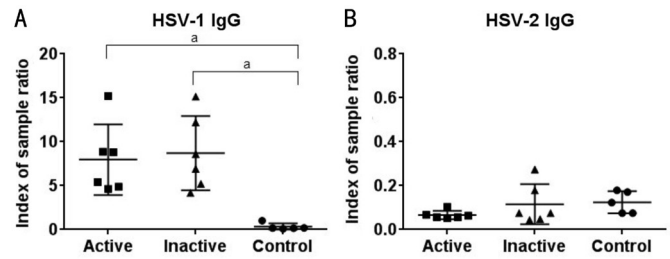 A
HSV-1 IgG
a
a
Index of sample ratio
20
15
10
5
0
Active Inactive Control
B
HSV-2 IgG
Index of sample ratio
0.8
0.6
0.4
0.2
0.0
Active Inactive Control